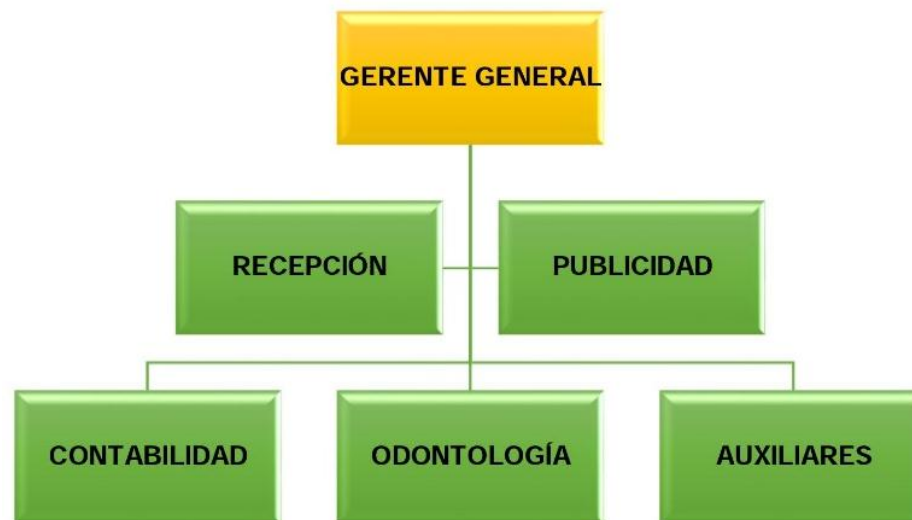 GERENTE GENERAL
RECEPCIÓN
PUBLICIDAD
CONTABILIDAD
ODONTOLOGÍA
AUXILIARES